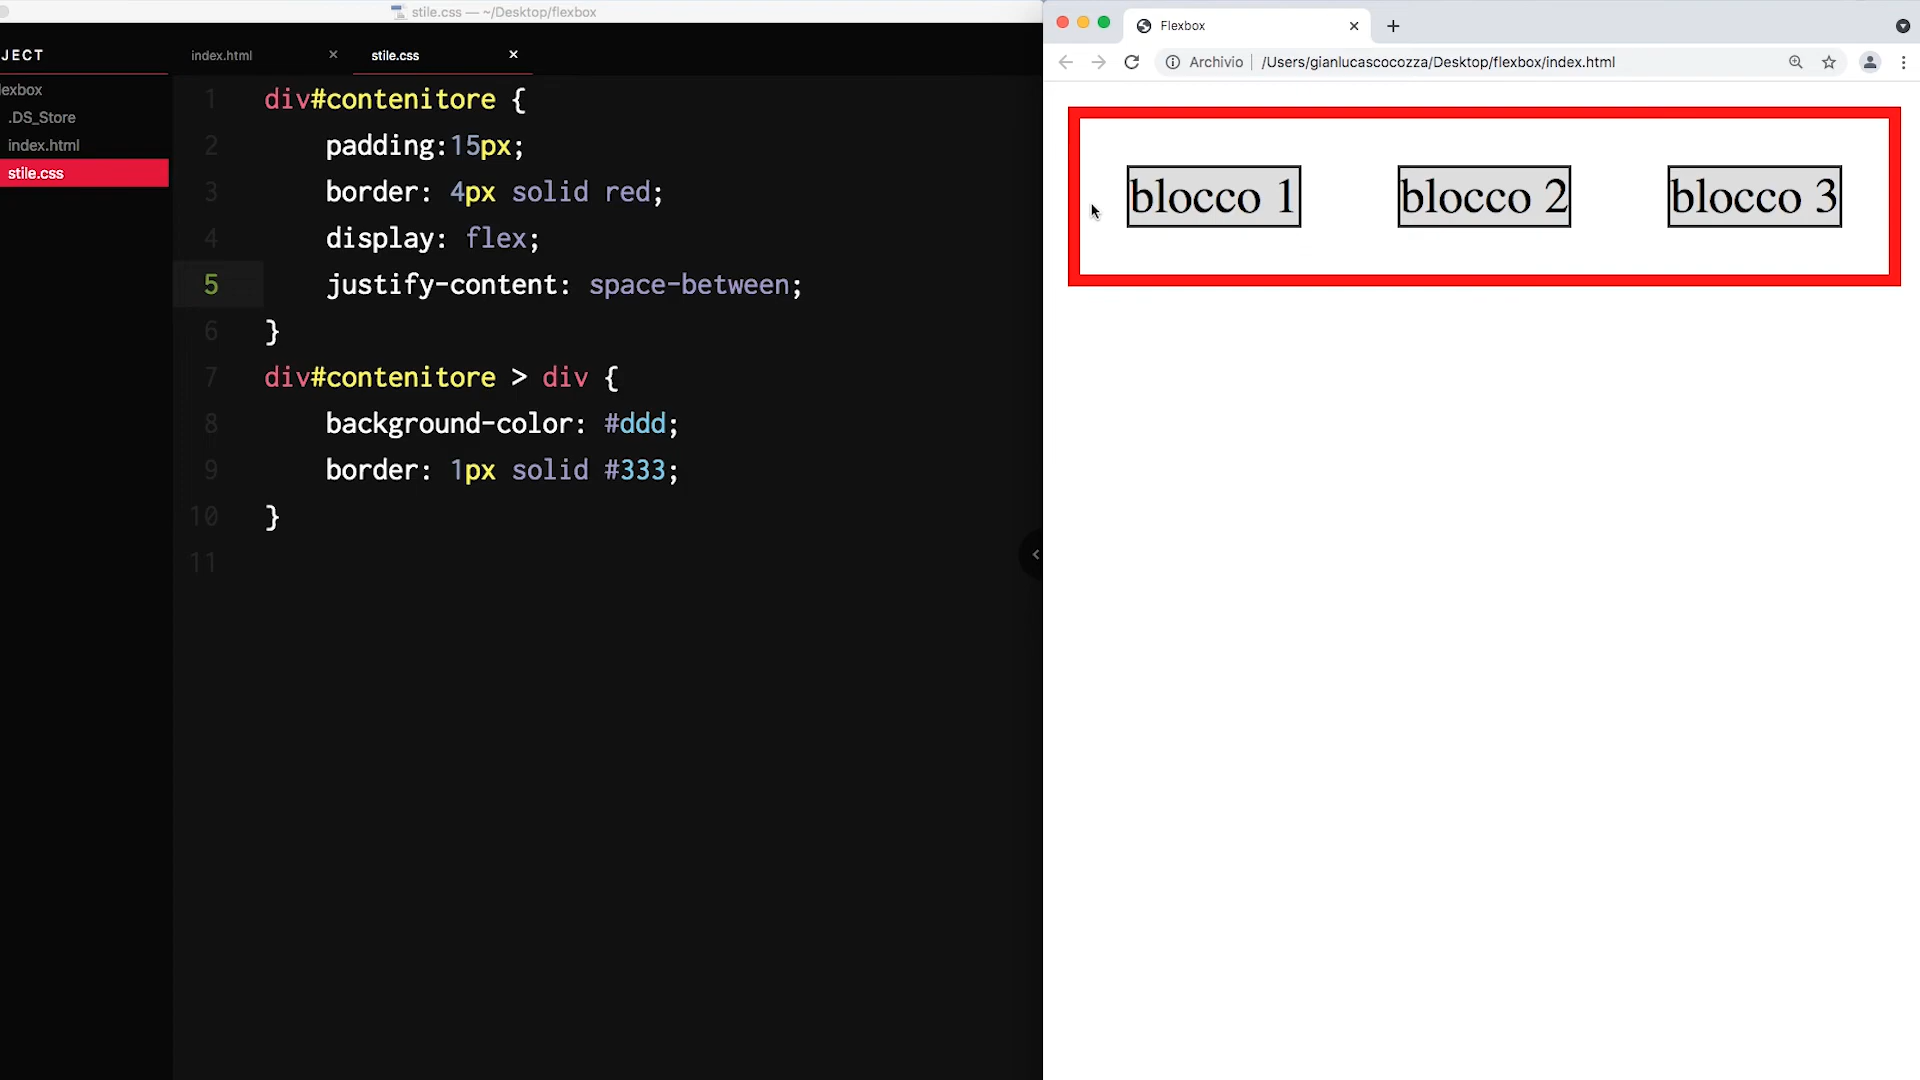 stile.css — ~/Desktop/flexbox
JECT
lexbox
.DS_Store
index.html
stile.css
index.html
stile.css
1 div#contenitore {
2 padding:15px;
3 border: 4px solid red;
4 display: flex;
5 justify-content: space-between;
6 }
7 div#contenitore > div {
8 background-color: #ddd;
9 border: 1px solid #333;
10 }
11
Flexbox
Archivio /Users/gianlucascocozza/Desktop/flexbox/index.html
blocco 1 blocco 2 blocco 3